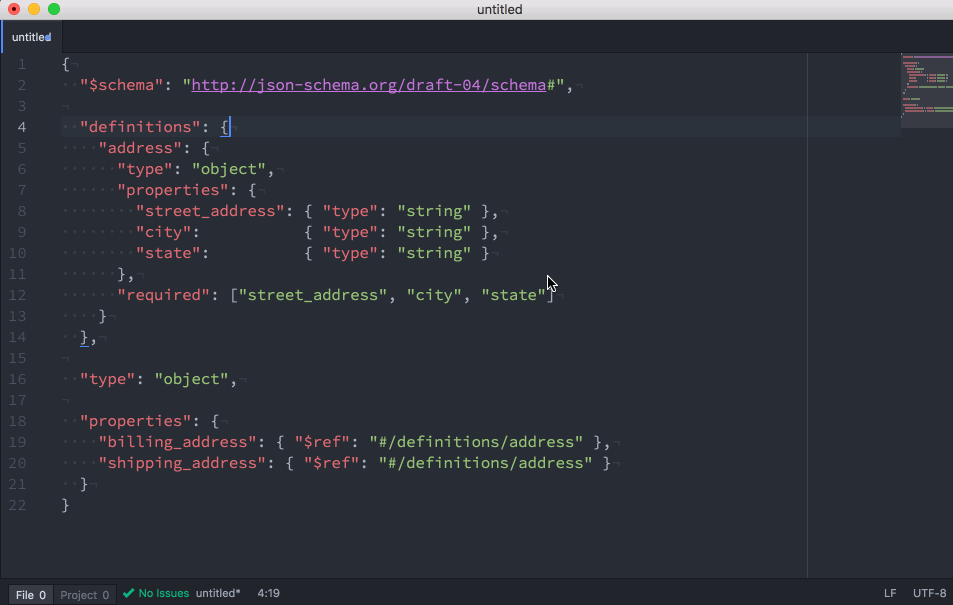 untitled
untitled
1 {
2 "$schema": "http://json-schema.org/draft-04/schema#",
3
4 "definitions": {
5 "address": {
6 "type": "object",
7 "properties": {
8 "street_address": { "type": "string" },
9 "city": { "type": "string" },
10 "state": { "type": "string" }
11 },
12 "required": ["street_address", "city", "state"]
13 }
14 },
15
16 "type": "object",
17
18 "properties": {
19 "billing_address": { "$ref": "#/definitions/address" },
20 "shipping_address": { "$ref": "#/definitions/address" }
21 }
22 }
File 0 Project 0 No Issues untitled* 4:19 LF UTF-8